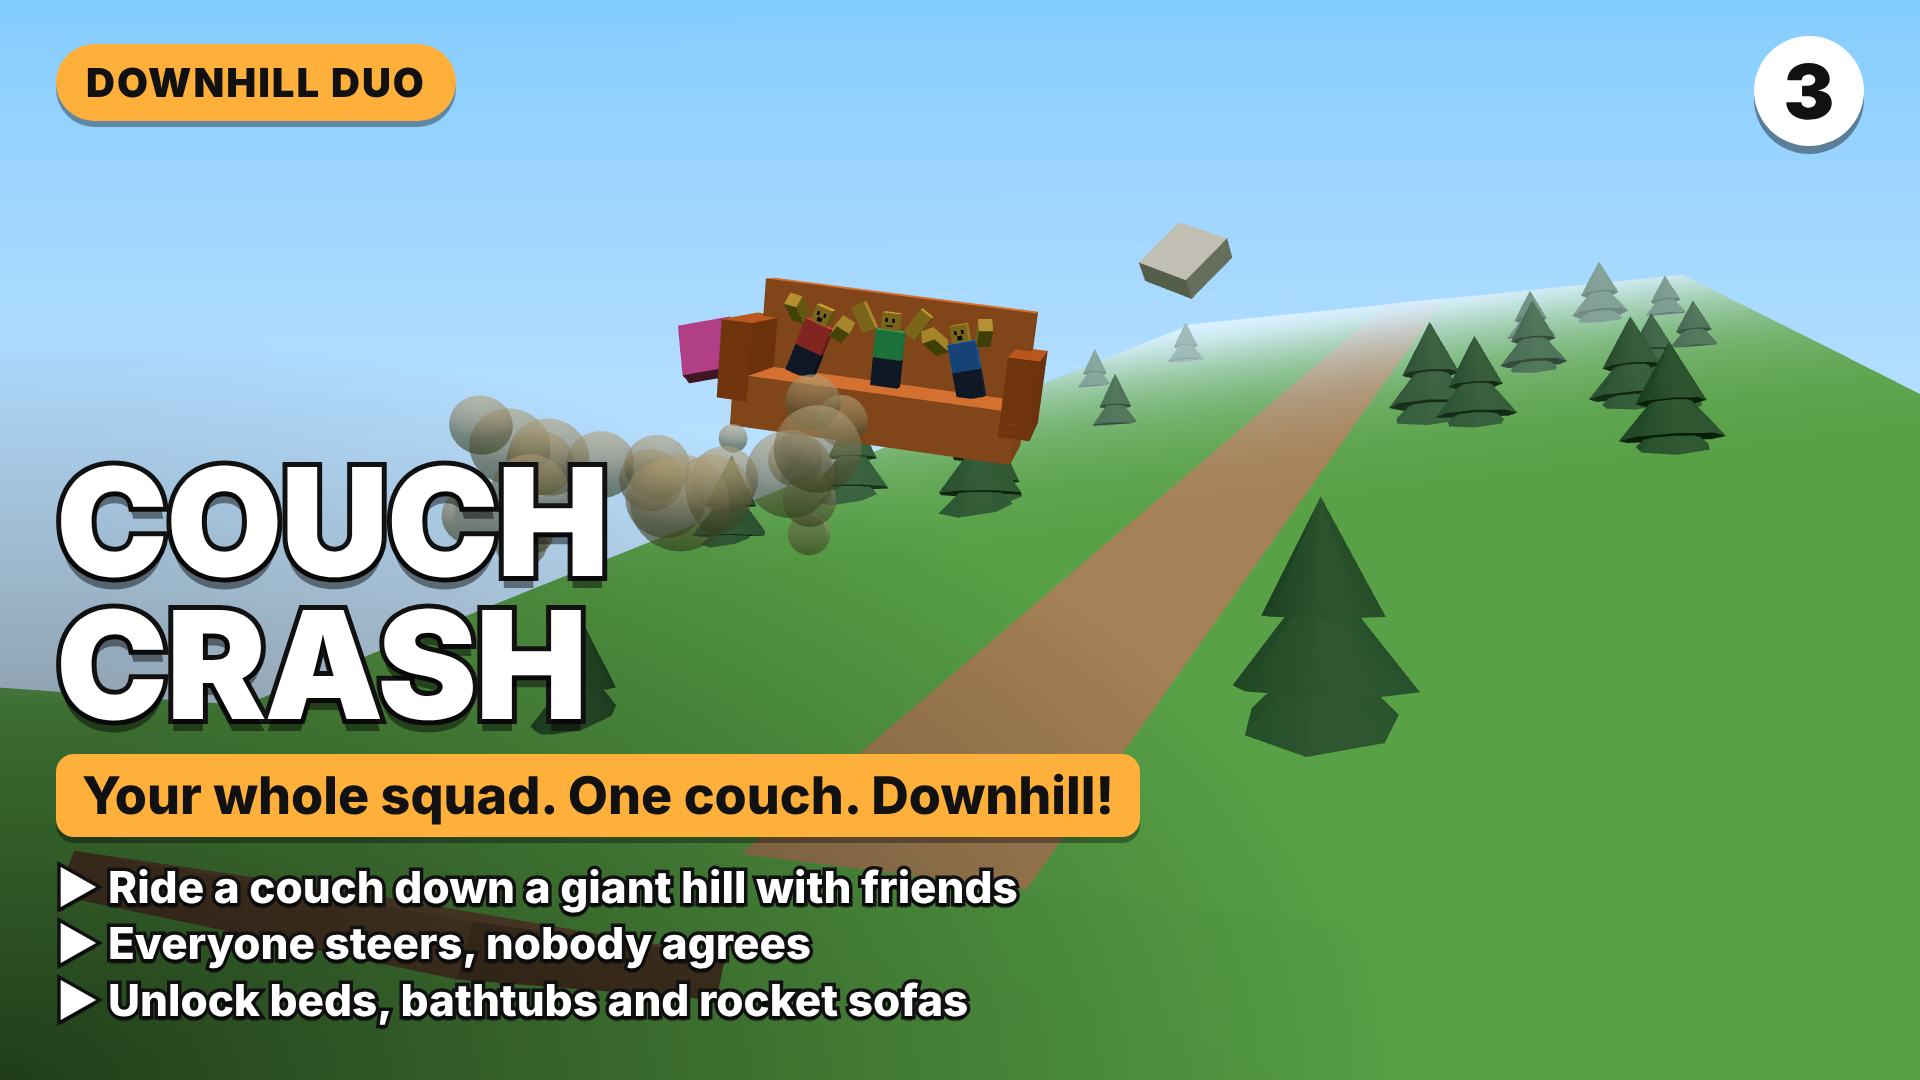 DOWNHILL DUO
3
COUCH
CRASH
Your whole squad. One couch. Downhill!
▶ Ride a couch down a giant hill with friends
▶ Everyone steers, nobody agrees
▶ Unlock beds, bathtubs and rocket sofas